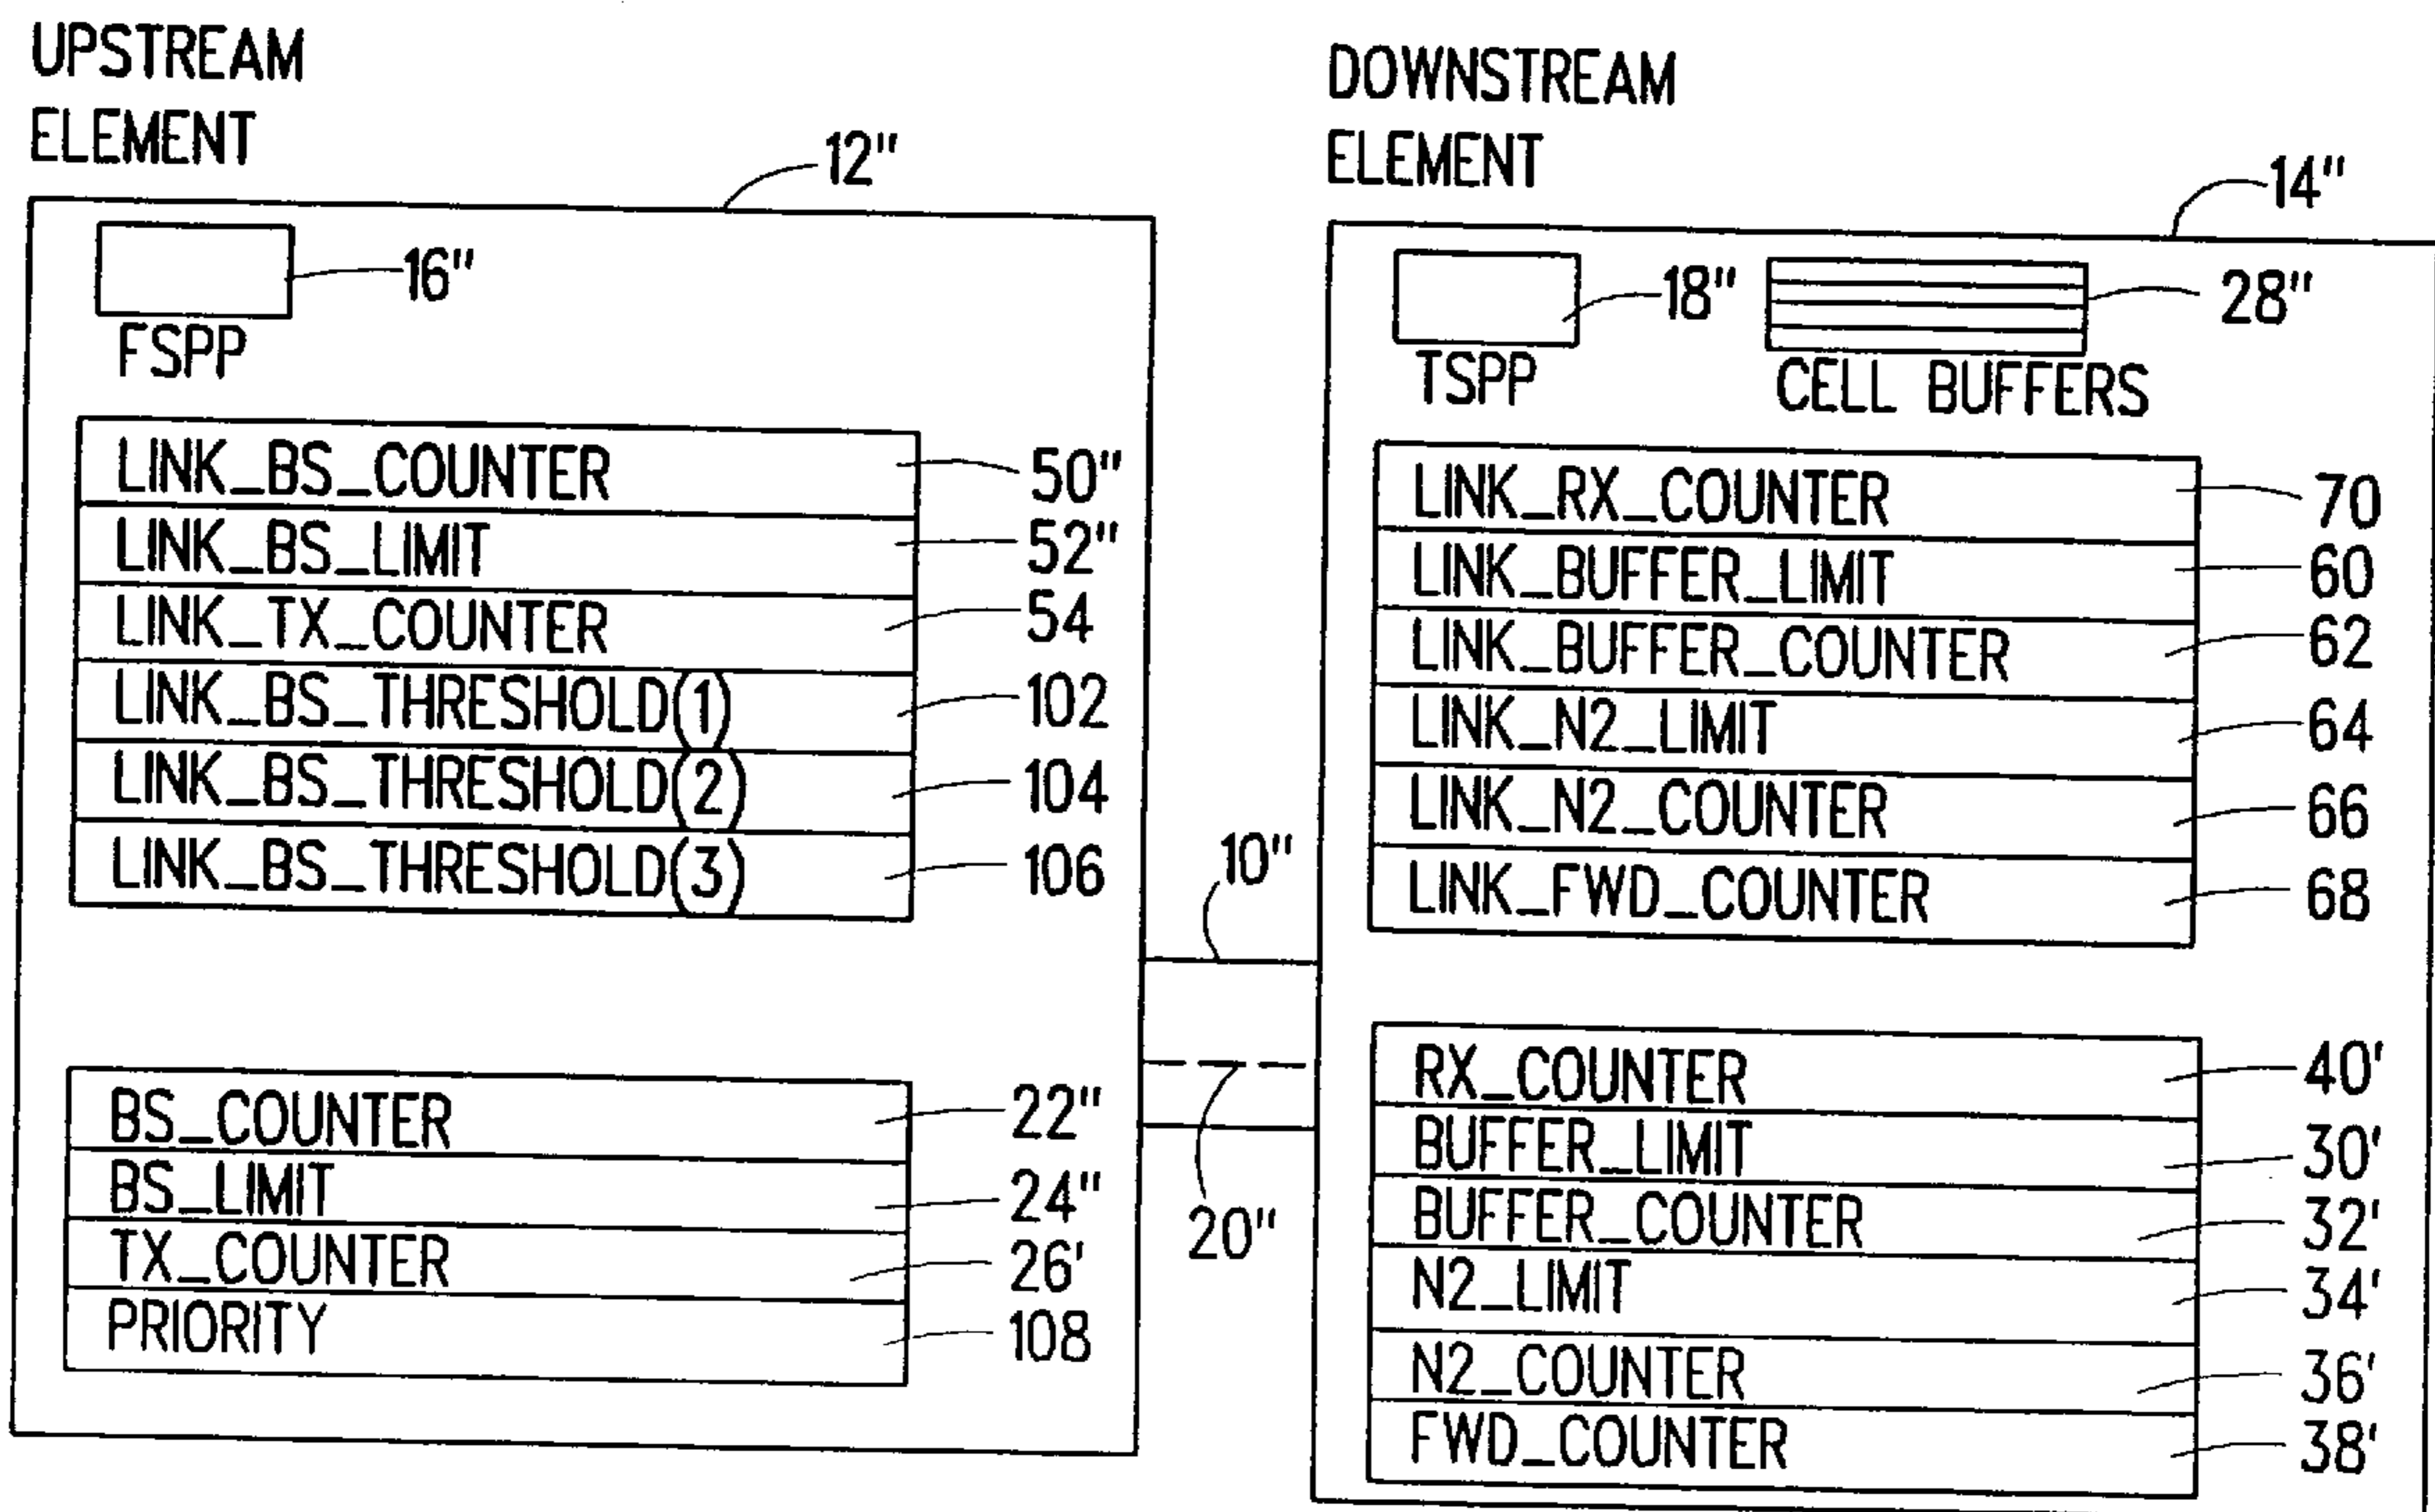 UPSTREAM
ELEMENT
12"
16"
FSPP
LINK_BS_COUNTER 50"
LINK_BS_LIMIT 52"
LINK_TX_COUNTER 54
LINK_BS_THRESHOLD(1) 102
LINK_BS_THRESHOLD(2) 104
LINK_BS_THRESHOLD(3) 106
BS_COUNTER 22"
BS_LIMIT 24"
TX_COUNTER 26'
PRIORITY 108
10"
20"
DOWNSTREAM
ELEMENT
14"
18"
28"
TSPP
CELL BUFFERS
LINK_RX_COUNTER 70
LINK_BUFFER_LIMIT 60
LINK_BUFFER_COUNTER 62
LINK_N2_LIMIT 64
LINK_N2_COUNTER 66
LINK_FWD_COUNTER 68
RX_COUNTER 40'
BUFFER_LIMIT 30'
BUFFER_COUNTER 32'
N2_LIMIT 34'
N2_COUNTER 36'
FWD_COUNTER 38'